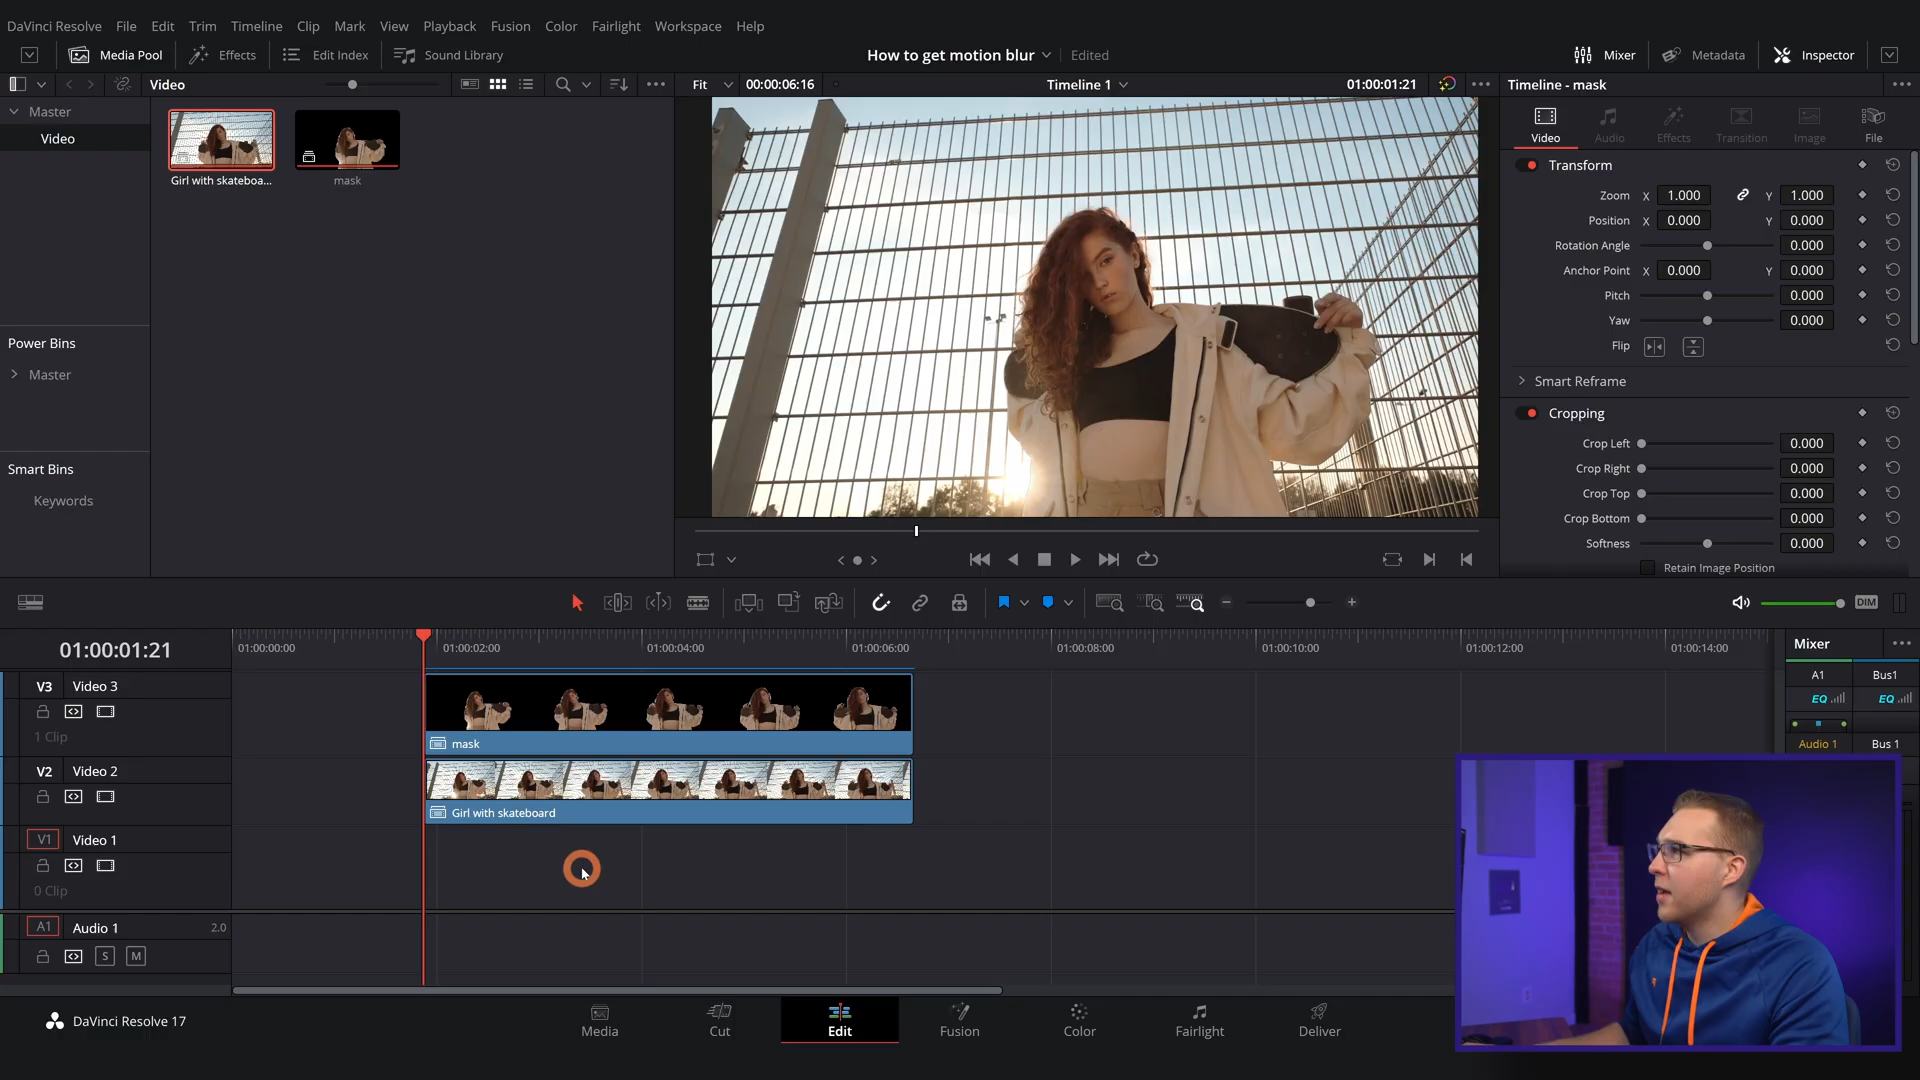 DaVinci Resolve File Edit Trim Timeline Clip Mark View Playback Fusion Color Fairlight Workspace Help
Media Pool Effects Edit Index Sound Library How to get motion blur Edited Mixer Metadata Inspector
Video Fit 00:00:06:16 Timeline 1 01:00:01:21 Timeline - mask
Master
Video
Girl with skateboa... mask
Power Bins
Master
Smart Bins
Keywords
Video Audio Effects Transition Image File
Transform
Zoom X 1.000 Y 1.000
Position X 0.000 Y 0.000
Rotation Angle 0.000
Anchor Point X 0.000 Y 0.000
Pitch 0.000
Yaw 0.000
Flip
Smart Reframe
Cropping
Crop Left 0.000
Crop Right 0.000
Crop Top 0.000
Crop Bottom 0.000
Softness 0.000
Retain Image Position
DIM
01:00:01:21 01:00:00:00 01:00:02:00 01:00:04:00 01:00:06:00 01:00:08:00 01:00:10:00 01:00:12:00 01:00:14:00
Mixer
A1 Bus1
EQ EQ
Audio 1 Bus 1
V3 Video 3
1 Clip
mask
V2 Video 2
Girl with skateboard
V1 Video 1
0 Clip
A1 Audio 1 2.0
S M
DaVinci Resolve 17
Media Cut Edit Fusion Color Fairlight Deliver